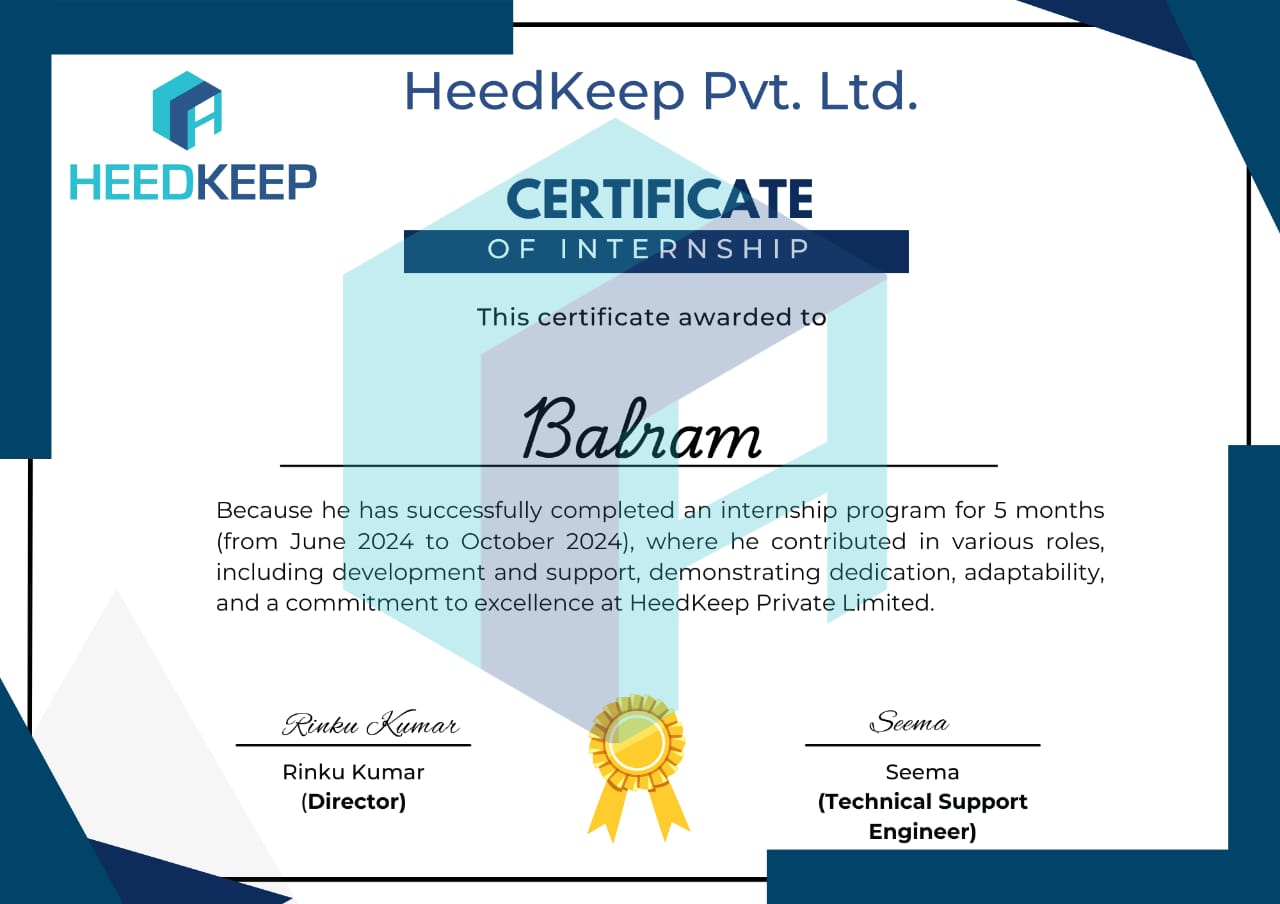 HEEDKEEP
HeedKeep Pvt. Ltd.
CERTIFICATE
OF INTERNSHIP
This certificate awarded to
Balram
Because he has successfully completed an internship program for 5 months
(from June 2024 to October 2024), where he contributed in various roles,
including development and support, demonstrating dedication, adaptability,
and a commitment to excellence at HeedKeep Private Limited.
Rinku Kumar
Rinku Kumar
(Director)
Seema
Seema
(Technical Support
Engineer)